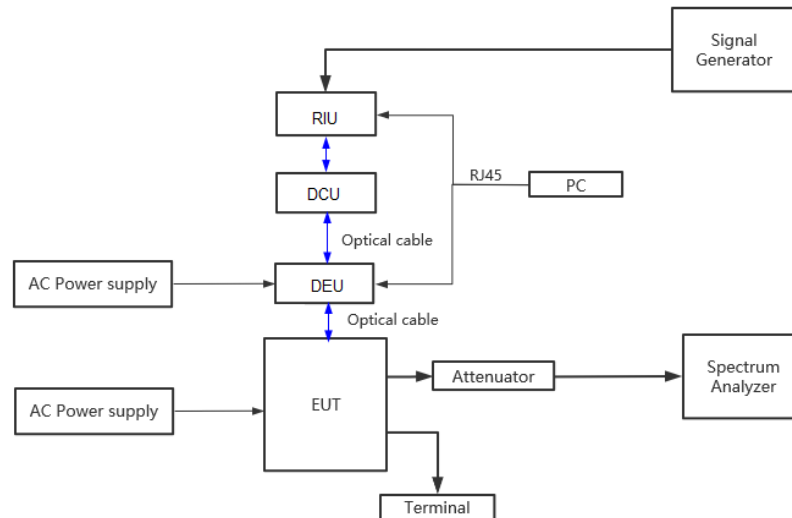 Signal
Generator
RIU
RJ45
PC
DCU
Optical cable
AC Power supply
DEU
Optical cable
Attenuator
Spectrum
Analyzer
AC Power supply
EUT
Terminal